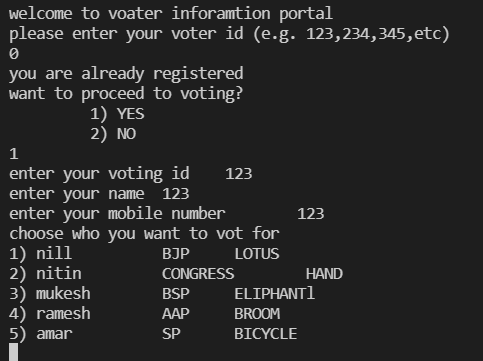 welcome to voater inforamtion portal
please enter your voter id (e.g. 123,234,345,etc)
0
you are already registered
want to proceed to voting?
1) YES
2) NO
1
enter your voting id 123
enter your name 123
enter your mobile number 123
choose who you want to vot for
1) nill BJP LOTUS
2) nitin CONGRESS HAND
3) mukesh BSP ELIPHANTl
4) ramesh AAP BROOM
5) amar SP BICYCLE